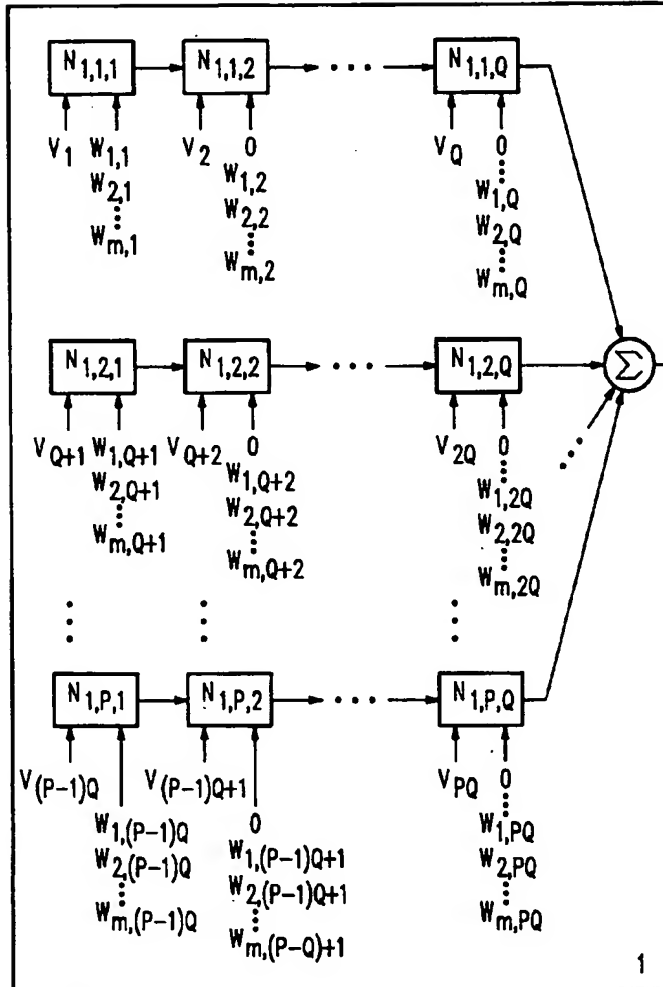 N1,1,1 N1,1,2 ... N1,1,Q
V1 W1,1 V2 0 VQ 0
W2,1 W1,2 W1,Q
Wm,1 W2,2 W2,Q
Wm,2 Wm,Q
N1,2,1 N1,2,2 ... N1,2,Q Σ
VQ+1 W1,Q+1 VQ+2 0 V2Q 0
W2,Q+1 W1,Q+2 W1,2Q
Wm,Q+1 W2,Q+2 W2,2Q
Wm,Q+2 Wm,2Q
N1,P,1 N1,P,2 ... N1,P,Q
V(P-1)Q V(P-1)Q+1 VPQ 0
W1,(P-1)Q 0 W1,PQ
W2,(P-1)Q W1,(P-1)Q+1 W2,PQ
Wm,(P-1)Q W2,(P-1)Q+1 Wm,PQ
Wm,(P-Q)+1
1